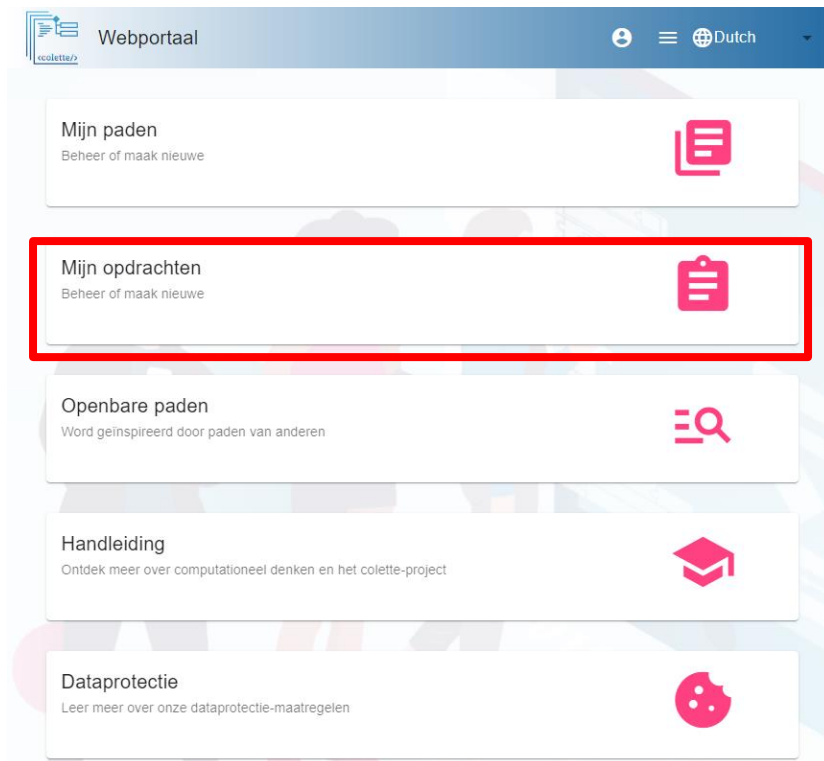 <colette/>
Webportaal
Dutch
Mijn paden
Beheer of maak nieuwe
Mijn opdrachten
Beheer of maak nieuwe
Openbare paden
Word geïnspireerd door paden van anderen
Handleiding
Ontdek meer over computationeel denken en het colette-project
Dataprotectie
Leer meer over onze dataprotectie-maatregelen